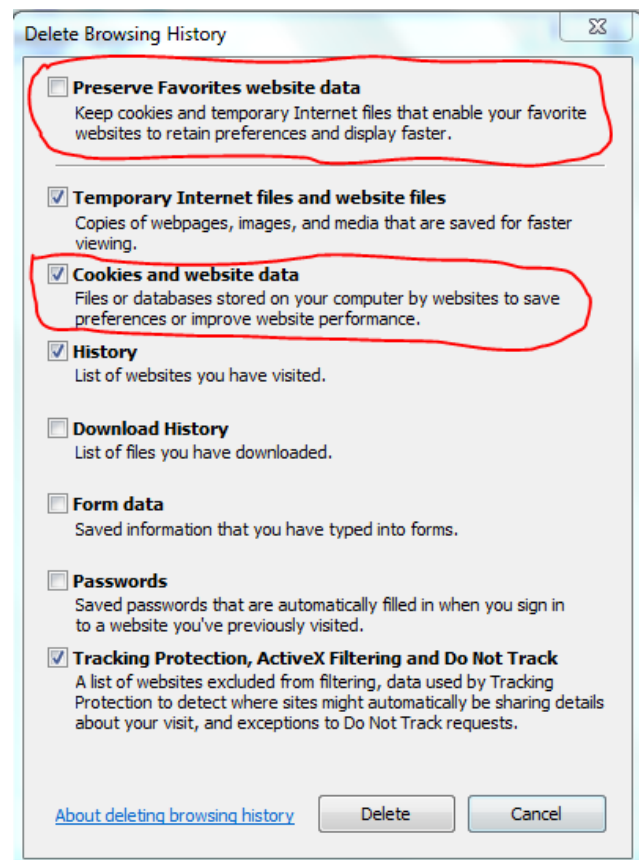 Delete Browsing History
Preserve Favorites website data
Keep cookies and temporary Internet files that enable your favorite
websites to retain preferences and display faster.
Temporary Internet files and website files
Copies of webpages, images, and media that are saved for faster
viewing.
Cookies and website data
Files or databases stored on your computer by websites to save
preferences or improve website performance.
History
List of websites you have visited.
Download History
List of files you have downloaded.
Form data
Saved information that you have typed into forms.
Passwords
Saved passwords that are automatically filled in when you sign in
to a website you've previously visited.
Tracking Protection, ActiveX Filtering and Do Not Track
A list of websites excluded from filtering, data used by Tracking
Protection to detect where sites might automatically be sharing details
about your visit, and exceptions to Do Not Track requests.
About deleting browsing history Delete Cancel